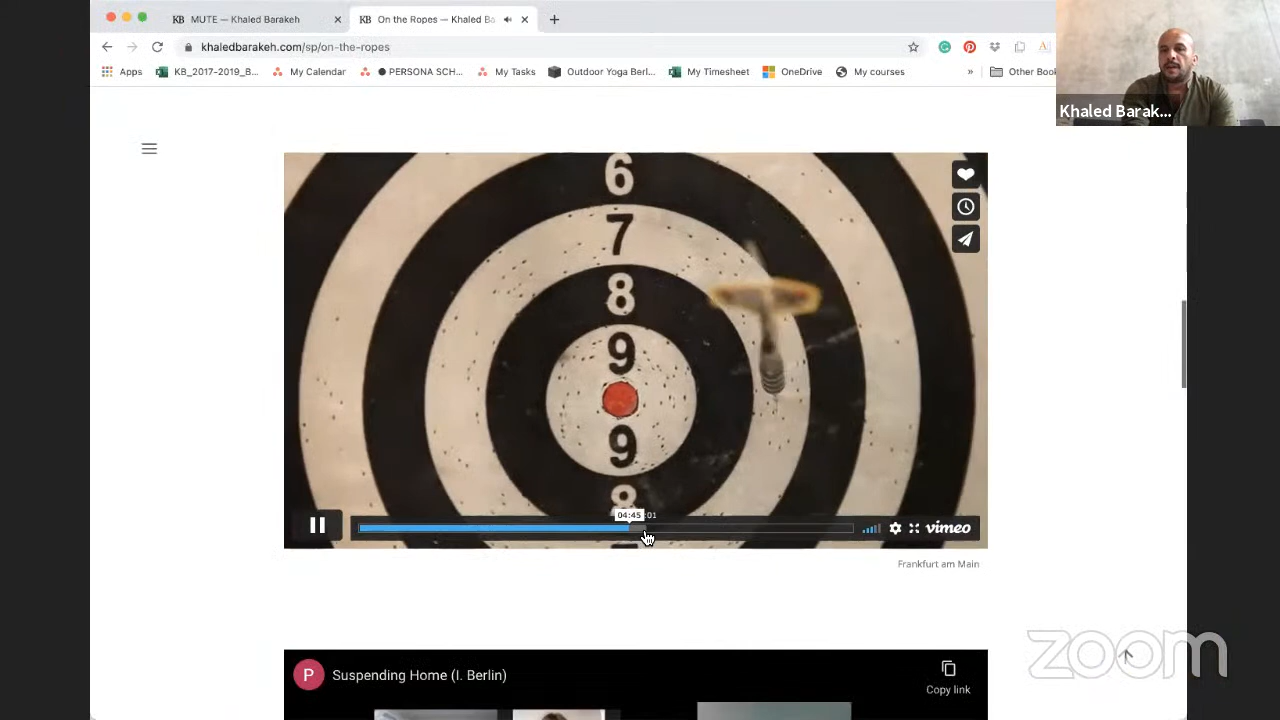 KB MUTE — Khaled Barakeh
KB On the Ropes — Khaled Ba
khaledbarakeh.com/sp/on-the-ropes
Apps KB_2017-2019_B... My Calendar PERSONA SCH... My Tasks Outdoor Yoga Berl... My Timesheet OneDrive My courses » Other Book
Khaled Barak...
6
7
8
9
9
8
04:45 :01
vimeo
Frankfurt am Main
P Suspending Home (I. Berlin)
Copy link
zoom